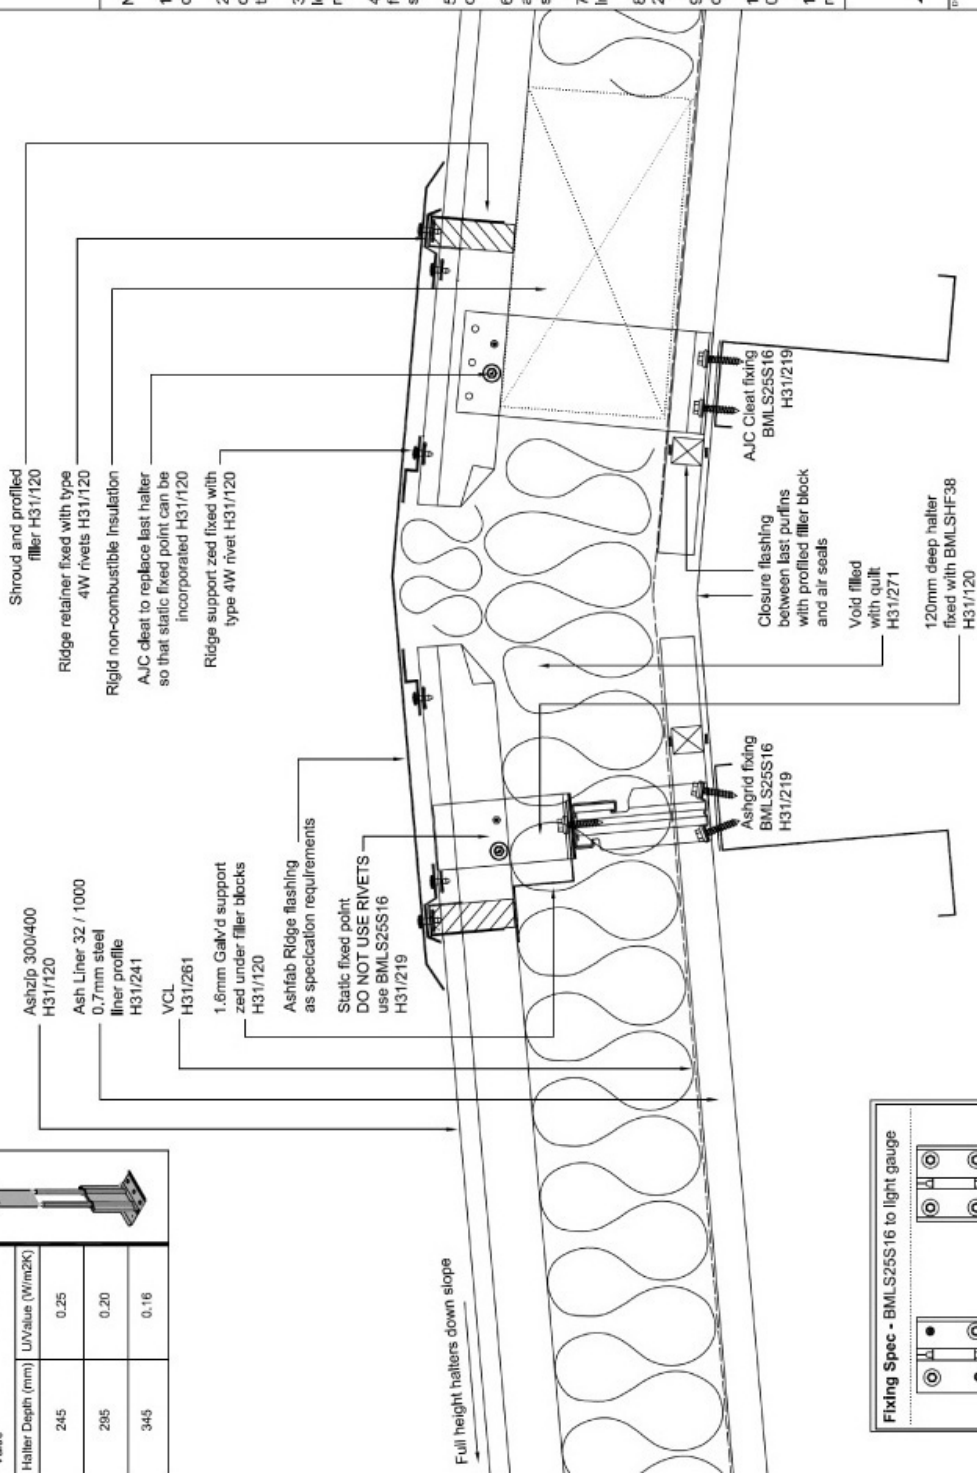 Shroud and profiled
filler H31/120
Ridge retainer fixed with type
4W rivets H31/120
Rigid non-combustible insulation
AJC cleat to replace last halter
so that static fixed point can be
incorporated H31/120
Ridge support zed fixed with
type 4W rivet H31/120
Ashzip 300/400
H31/120
Ash Liner 32 / 1000
0.7mm steel
liner profile
H31/241
VCL
H31/261
1.6mm Galv'd support
zed under filler blocks
H31/120
Ashfab Ridge flashing
as specication requirements
Static fixed point
DO NOT USE RIVETS
use BMLS25S16
H31/219
Halter Depth (mm) U/Value (W/m2K)
245 0.25
295 0.20
345 0.16
Full height halters down slope
Ashgrid fixing
BMLS25S16
H31/219
AJC Cleat fixing
BMLS25S16
H31/219
Closure flashing
between last purlins
with profiled filler block
and air seals
Void filled
with quilt
H31/271
120mm deep halter
fixed with BMLSHF38
H31/120
Fixing Spec - BMLS25S16 to light gauge